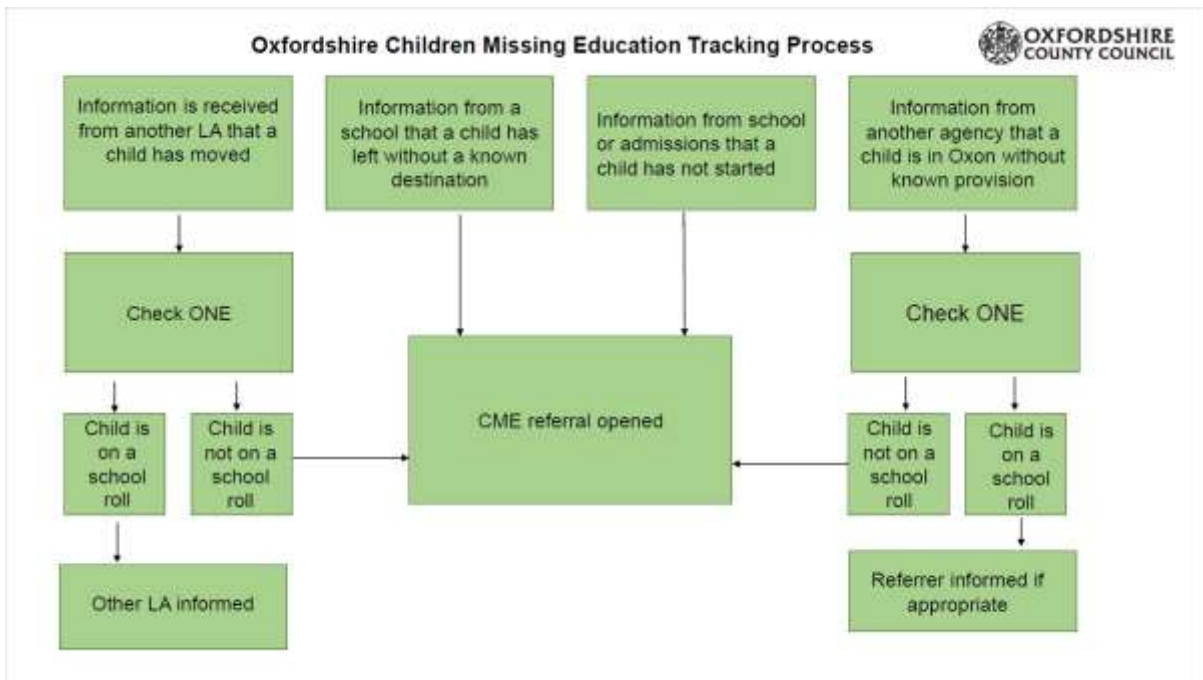 Oxfordshire Children Missing Education Tracking Process
OXFORDSHIRE
COUNTY COUNCIL
Information is received
from another LA that a
child has moved
Information from a
school that a child has
left without a known
destination
Information from school
or admissions that a
child has not started
Information from
another agency that a
child is in Oxon without
known provision
Check ONE
Check ONE
CME referral opened
Child is
on a
school
roll
Child is
not on a
school
roll
Child is
not on a
school
roll
Child is
on a
school
roll
Other LA informed
Referrer informed if
appropriate